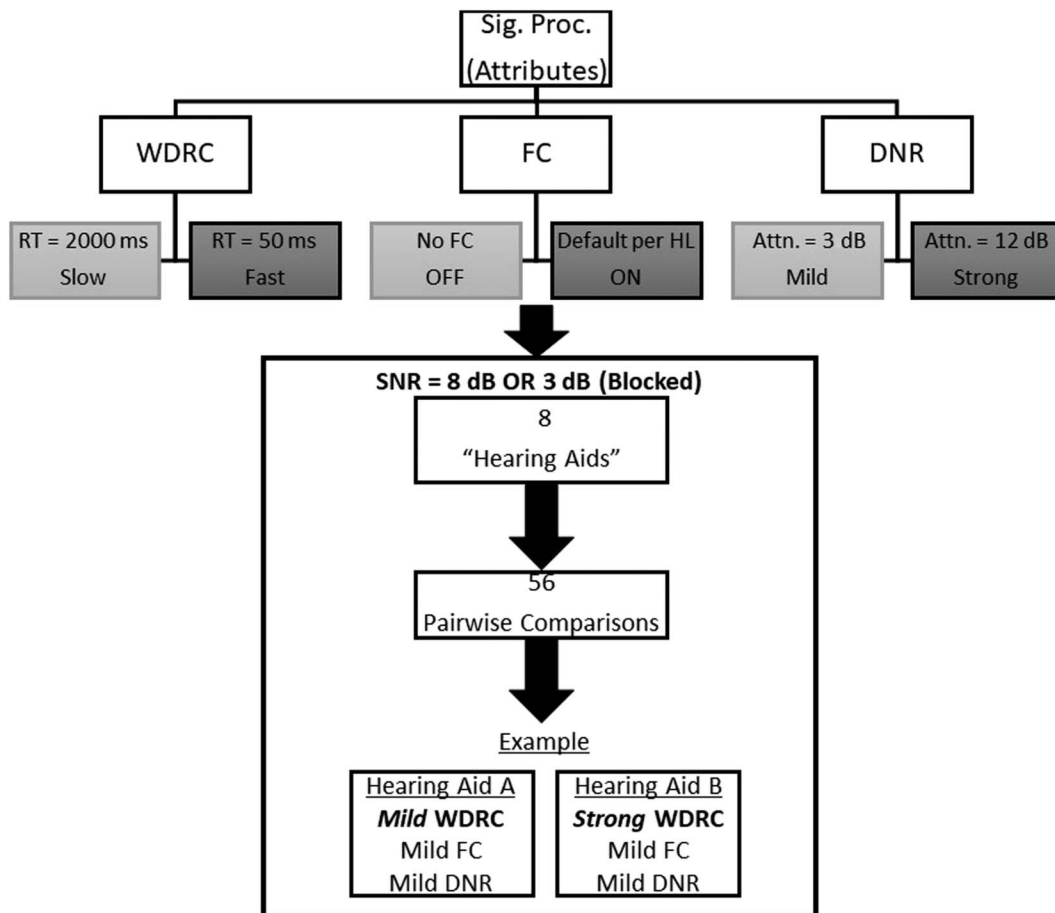 Sig. Proc.
(Attributes)
WDRC
FC
DNR
RT = 2000 ms
Slow
RT = 50 ms
Fast
No FC
OFF
Default per HL
ON
Attn. = 3 dB
Mild
Attn. = 12 dB
Strong
SNR = 8 dB OR 3 dB (Blocked)
8
“Hearing Aids”
56
Pairwise Comparisons
Example
Hearing Aid A
Mild WDRC
Mild FC
Mild DNR
Hearing Aid B
Strong WDRC
Mild FC
Mild DNR